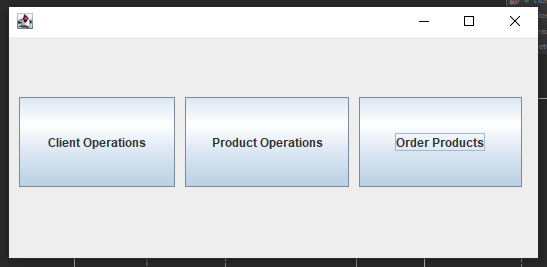 Client Operations
Product Operations
Order Products